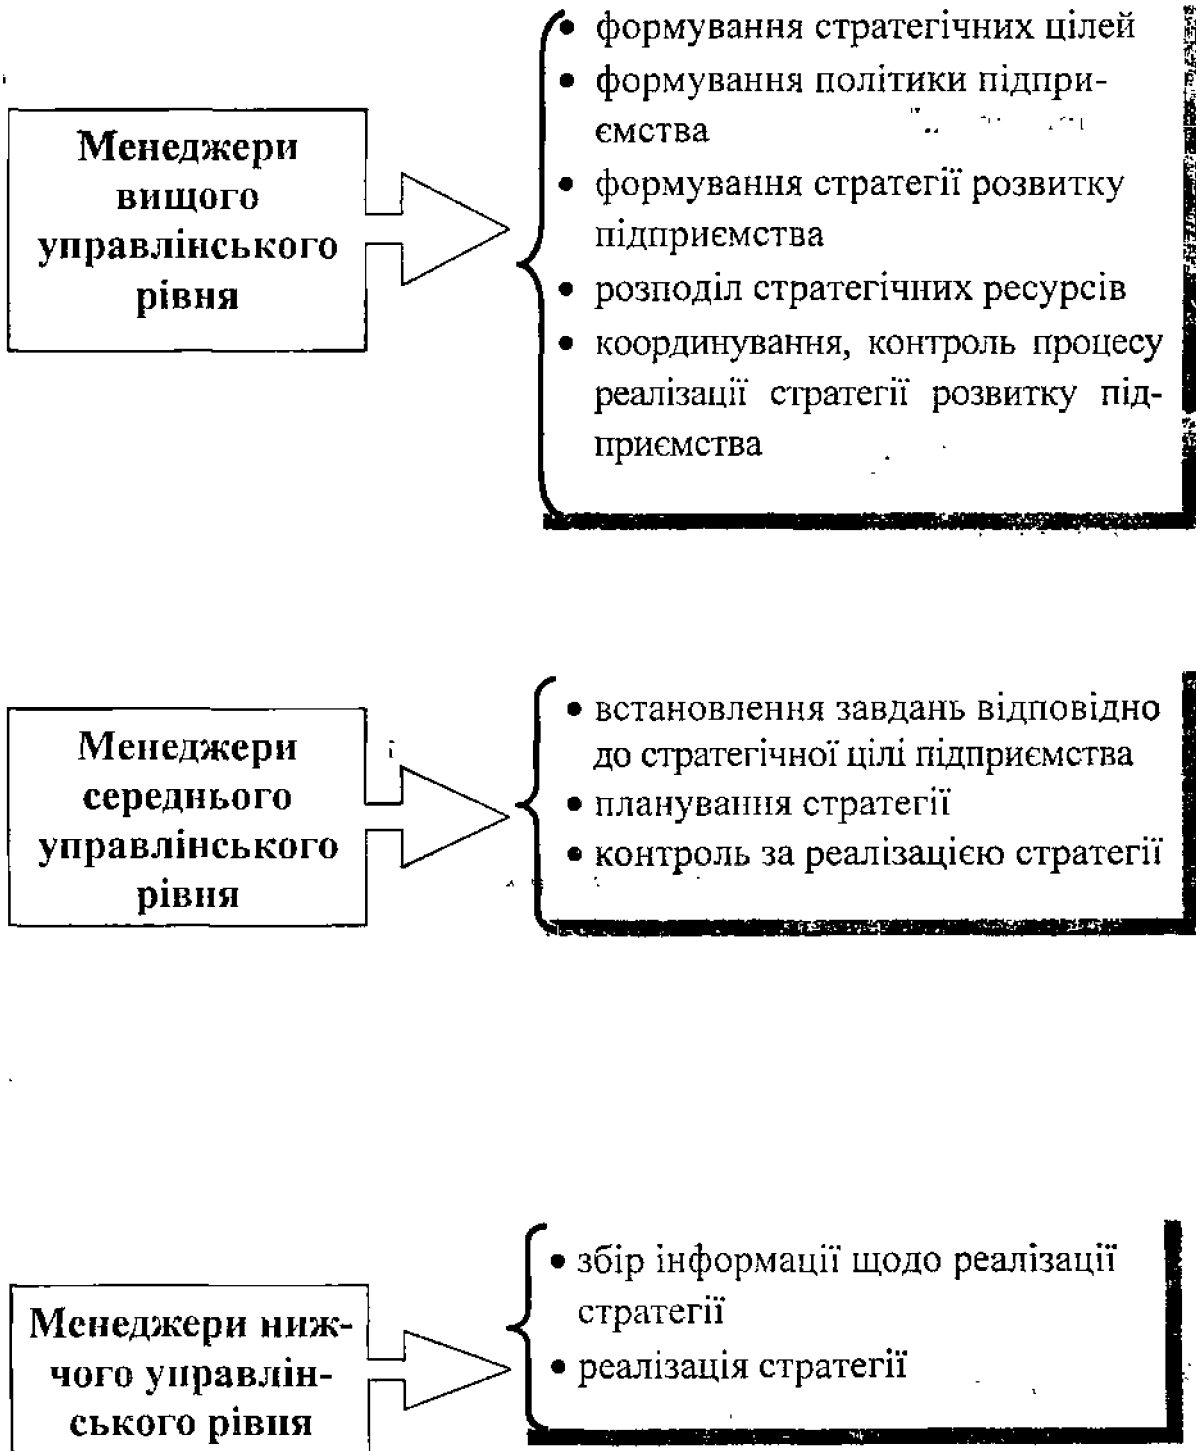 Менеджери
вищого
управлінського
рівня
• формування стратегічних цілей
• формування політики підпри-
ємства
• формування стратегії розвитку
підприємства
• розподіл стратегічних ресурсів
• координування, контроль процесу
реалізації стратегії розвитку під-
приємства
Менеджери
середнього
управлінського
рівня
• встановлення завдань відповідно
до стратегічної цілі підприємства
• планування стратегії
• контроль за реалізацією стратегії
Менеджери ниж-
чого управлін-
ського рівня
• збір інформації щодо реалізації
стратегії
• реалізація стратегії